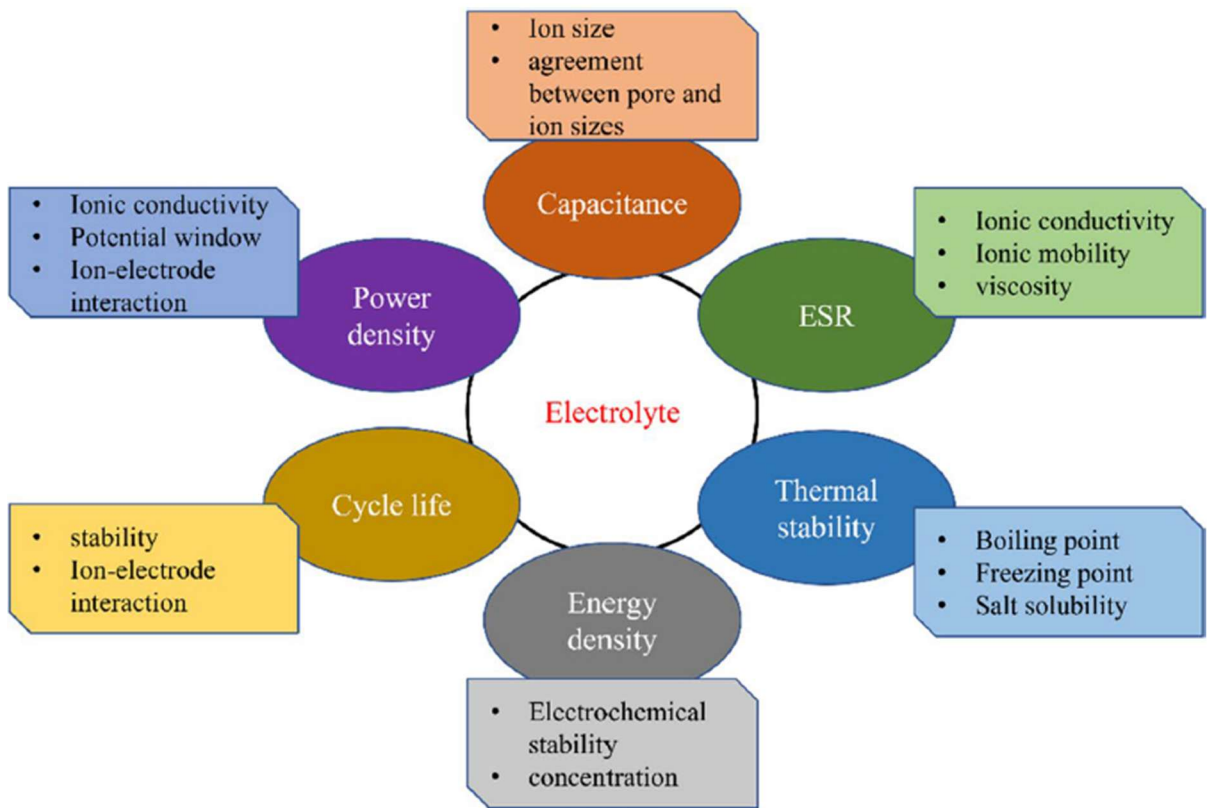 • Ion size
• agreement
between pore and
ion sizes
Capacitance
• Ionic conductivity
• Potential window
• Ion-electrode
interaction
Power
density
• Ionic conductivity
• Ionic mobility
• viscosity
ESR
Electrolyte
Cycle life
• stability
• Ion-electrode
interaction
Thermal
stability
• Boiling point
• Freezing point
• Salt solubility
Energy
density
• Electrochemical
stability
• concentration